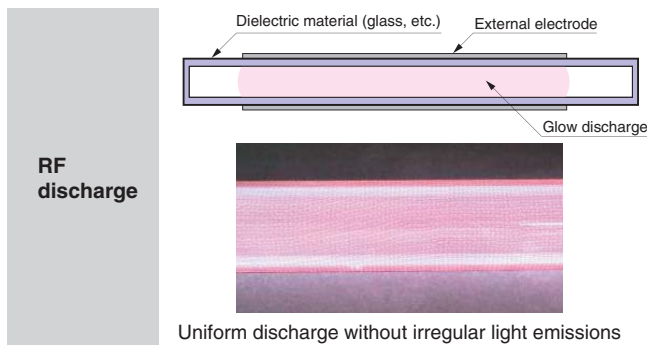 Dielectric material (glass, etc.)
External electrode
Glow discharge
RF
discharge
Uniform discharge without irregular light emissions